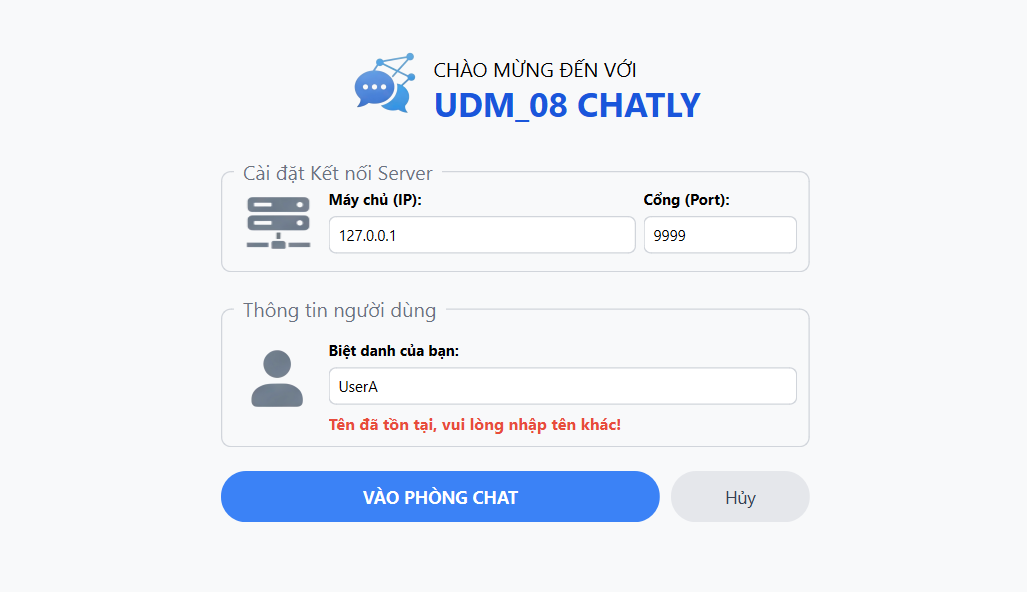 CHÀO MỪNG ĐẾN VỚI
UDM_08 CHATLY
Cài đặt Kết nối Server
Máy chủ (IP): Cổng (Port):
127.0.0.1 9999
Thông tin người dùng
Biệt danh của bạn:
UserA
Tên đã tồn tại, vui lòng nhập tên khác!
VÀO PHÒNG CHAT Hủy